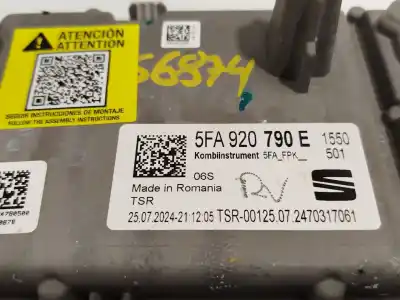 ATENCIÓN
ATTENTION
SEGUIR INSTRUCCIONES DE MONTAJE
FOLLOW THE ASSEMBLY INSTRUCTIONS
56874
5FA 920 790 E 1550
Kombiinstrument 5FA_FPK_ 501
06S
Made in Romania
TSR
RV
25.07.2024-21:12:05 TSR-00125.07.2470317061